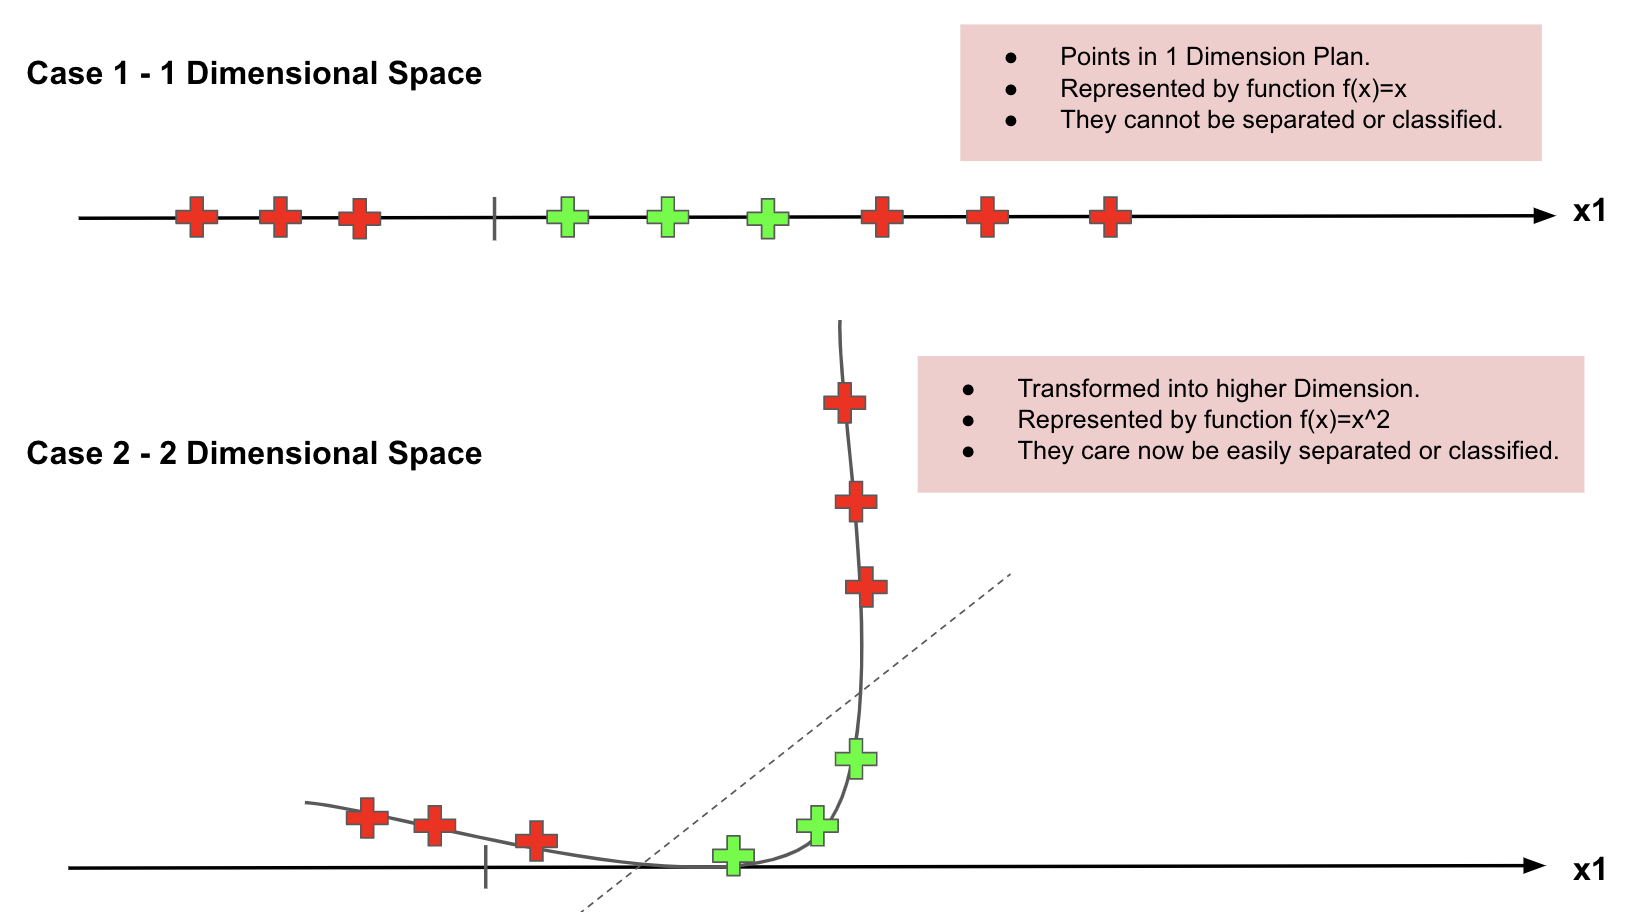 Case 1 - 1 Dimensional Space
● Points in 1 Dimension Plan.
● Represented by function f(x)=x
● They cannot be separated or classified.
x1
Case 2 - 2 Dimensional Space
● Transformed into higher Dimension.
● Represented by function f(x)=x^2
● They care now be easily separated or classified.
x1